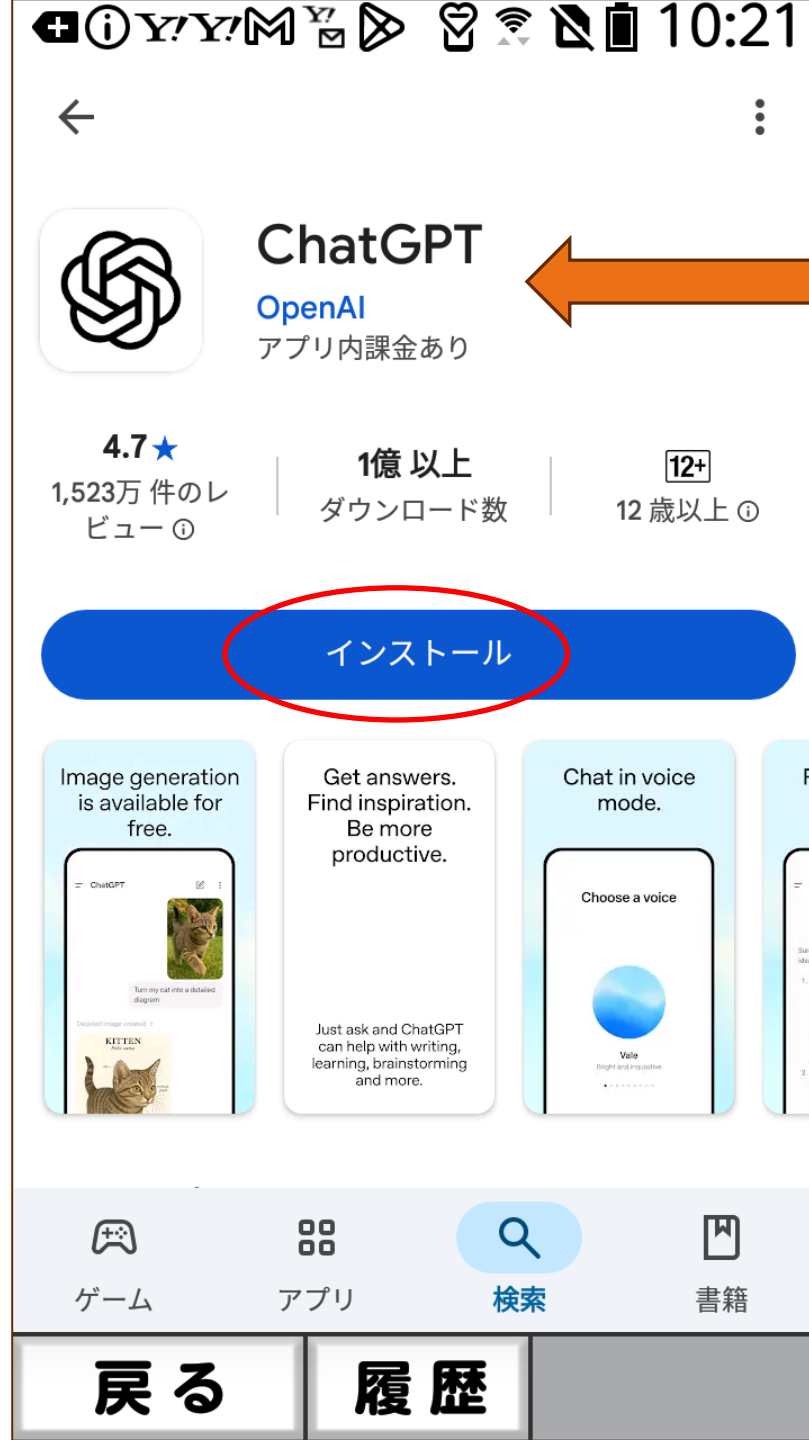 Y! Y! M Y! 10:21
ChatGPT
OpenAI
アプリ内課金あり
4.7★
1,523万 件のレ
ビュー
1億 以上
ダウンロード数
12+
12 歳以上
インストール
Image generation
is available for
free.
ChatGPT
Turn my cat into a detailed
diagram
Detailed image created
KITTEN
Get answers.
Find inspiration.
Be more
productive.
Just ask and ChatGPT
can help with writing,
learning, brainstorming
and more.
Chat in voice
mode.
Choose a voice
Vale
Bright and inquisitive
F
1.
2.
ゲーム
アプリ
検索
書籍
戻る
履歴